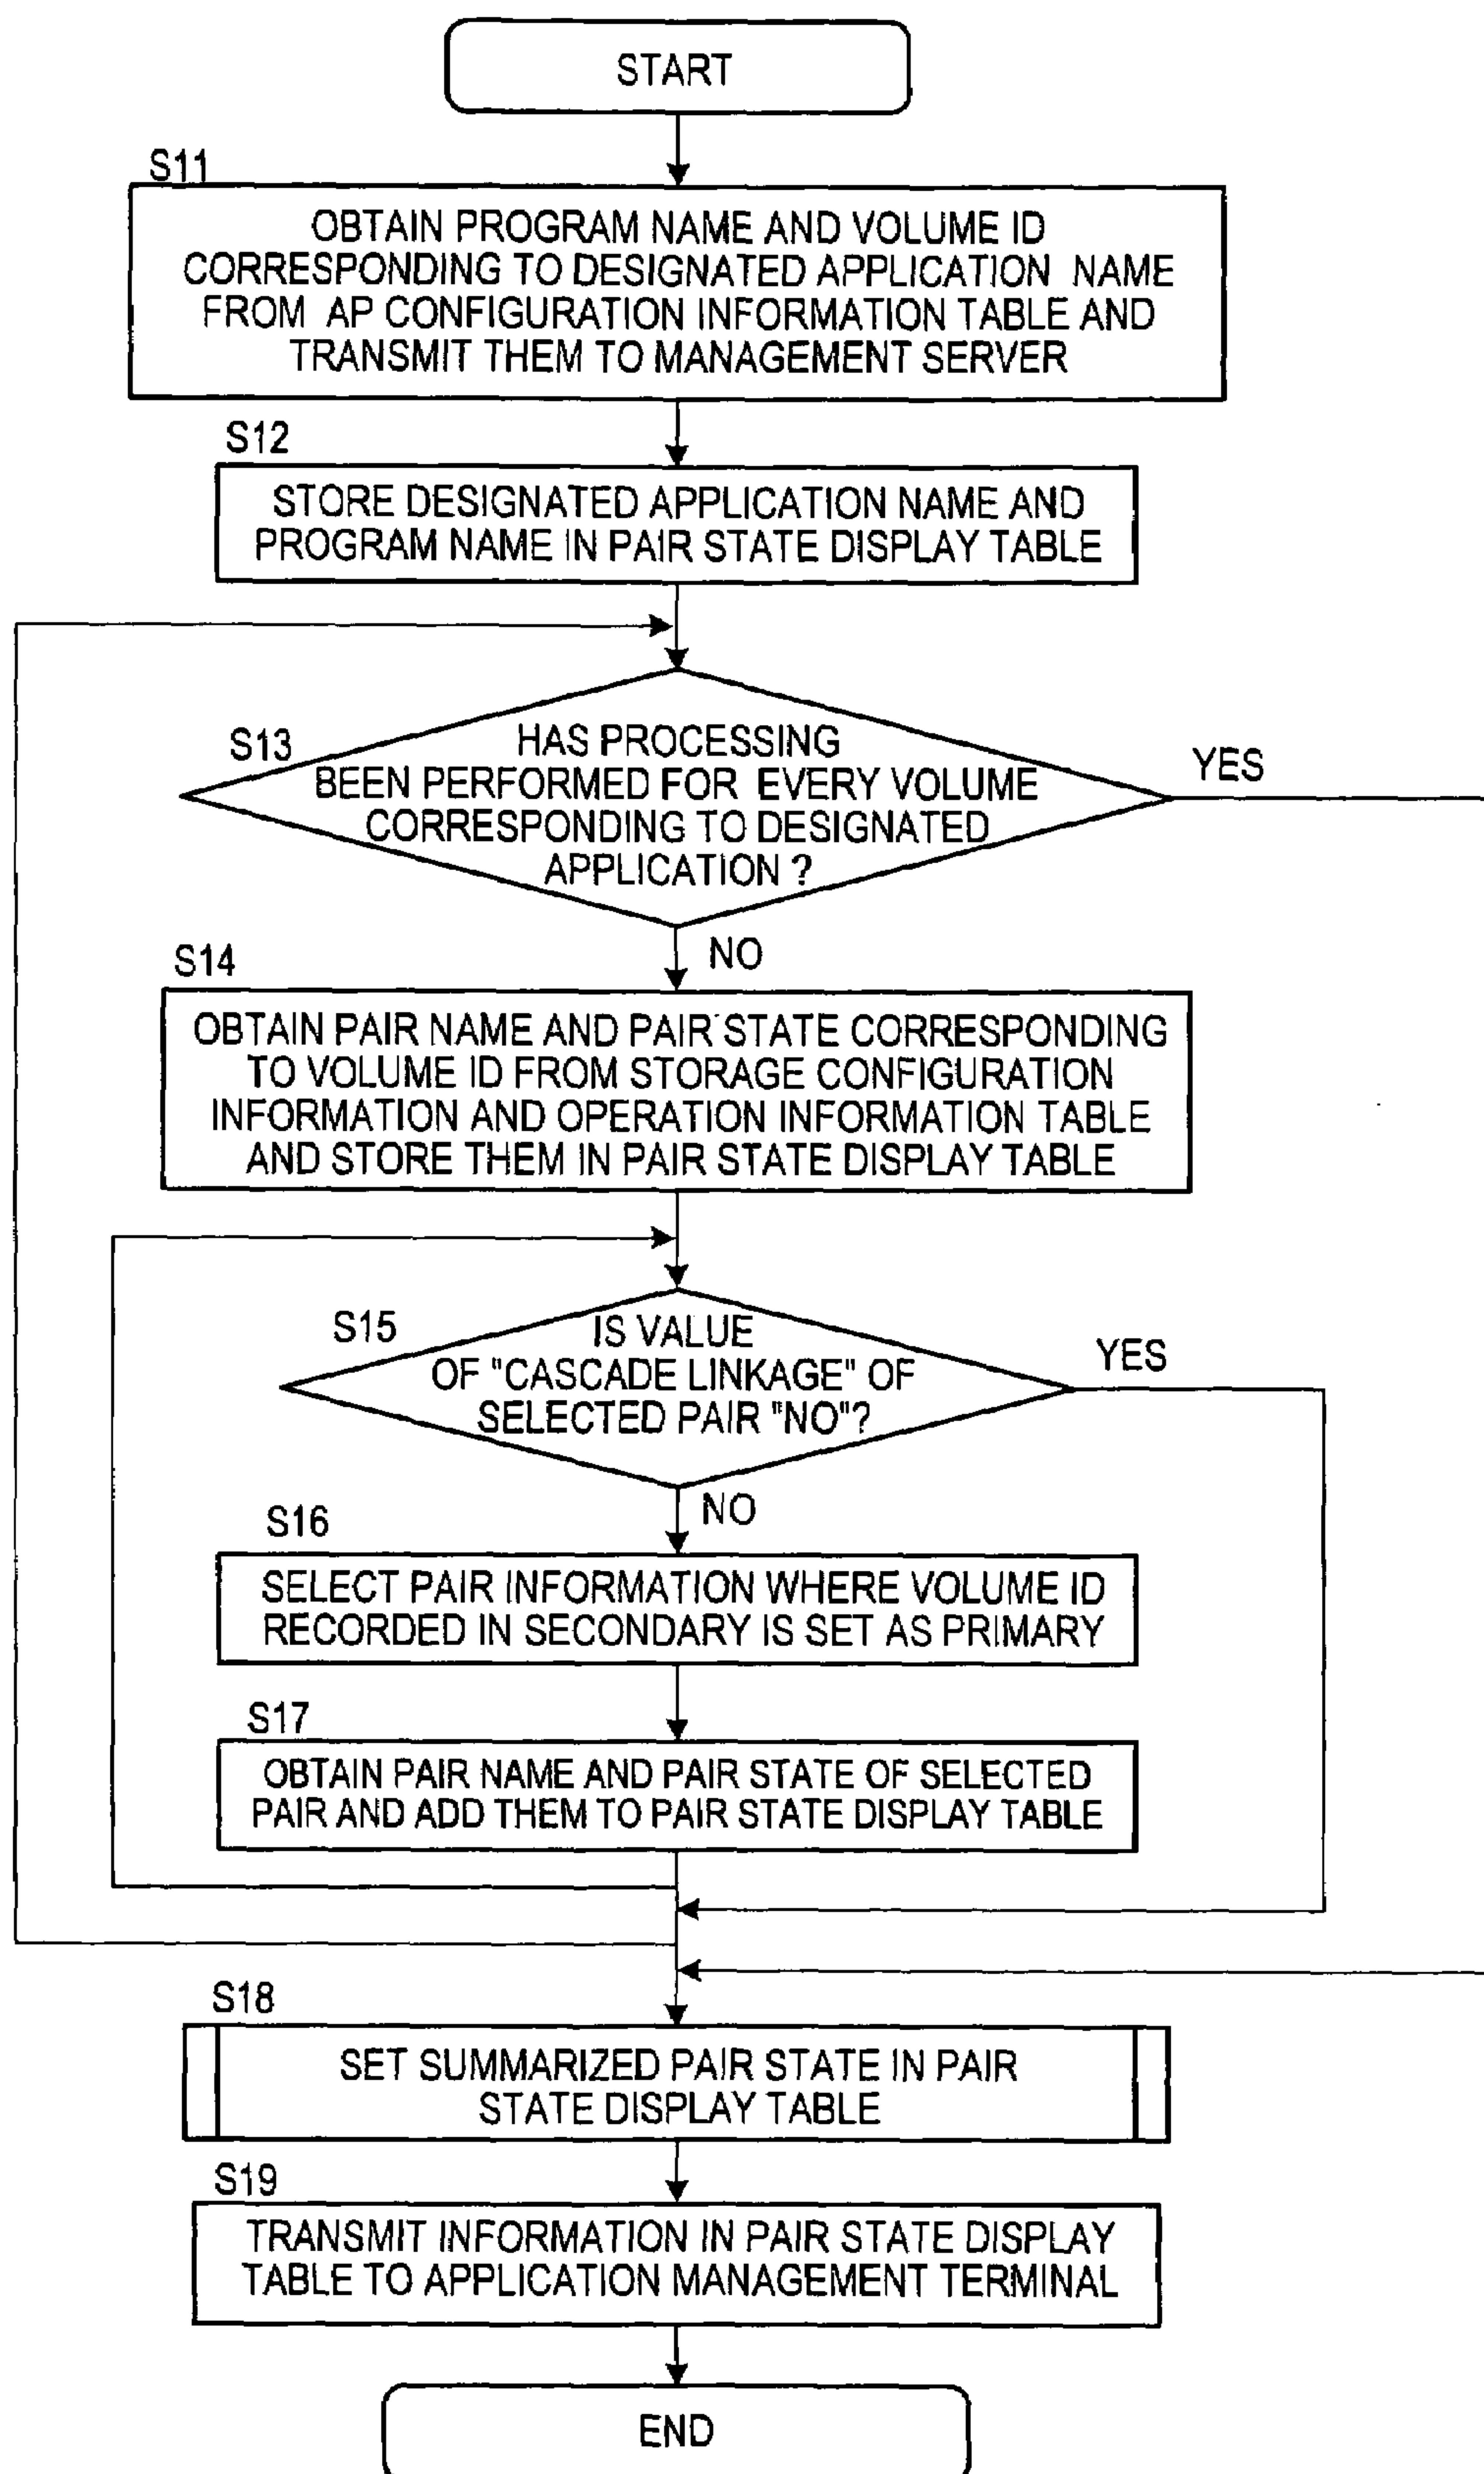 START
S11
OBTAIN PROGRAM NAME AND VOLUME ID
CORRESPONDING TO DESIGNATED APPLICATION NAME
FROM AP CONFIGURATION INFORMATION TABLE AND
TRANSMIT THEM TO MANAGEMENT SERVER
S12
STORE DESIGNATED APPLICATION NAME AND
PROGRAM NAME IN PAIR STATE DISPLAY TABLE
S13
HAS PROCESSING
BEEN PERFORMED FOR EVERY VOLUME
CORRESPONDING TO DESIGNATED
APPLICATION ?
YES
NO
S14
OBTAIN PAIR NAME AND PAIR STATE CORRESPONDING
TO VOLUME ID FROM STORAGE CONFIGURATION
INFORMATION AND OPERATION INFORMATION TABLE
AND STORE THEM IN PAIR STATE DISPLAY TABLE
S15
IS VALUE
OF "CASCADE LINKAGE" OF
SELECTED PAIR "NO"?
YES
NO
S16
SELECT PAIR INFORMATION WHERE VOLUME ID
RECORDED IN SECONDARY IS SET AS PRIMARY
S17
OBTAIN PAIR NAME AND PAIR STATE OF SELECTED
PAIR AND ADD THEM TO PAIR STATE DISPLAY TABLE
S18
SET SUMMARIZED PAIR STATE IN PAIR
STATE DISPLAY TABLE
S19
TRANSMIT INFORMATION IN PAIR STATE DISPLAY
TABLE TO APPLICATION MANAGEMENT TERMINAL
END